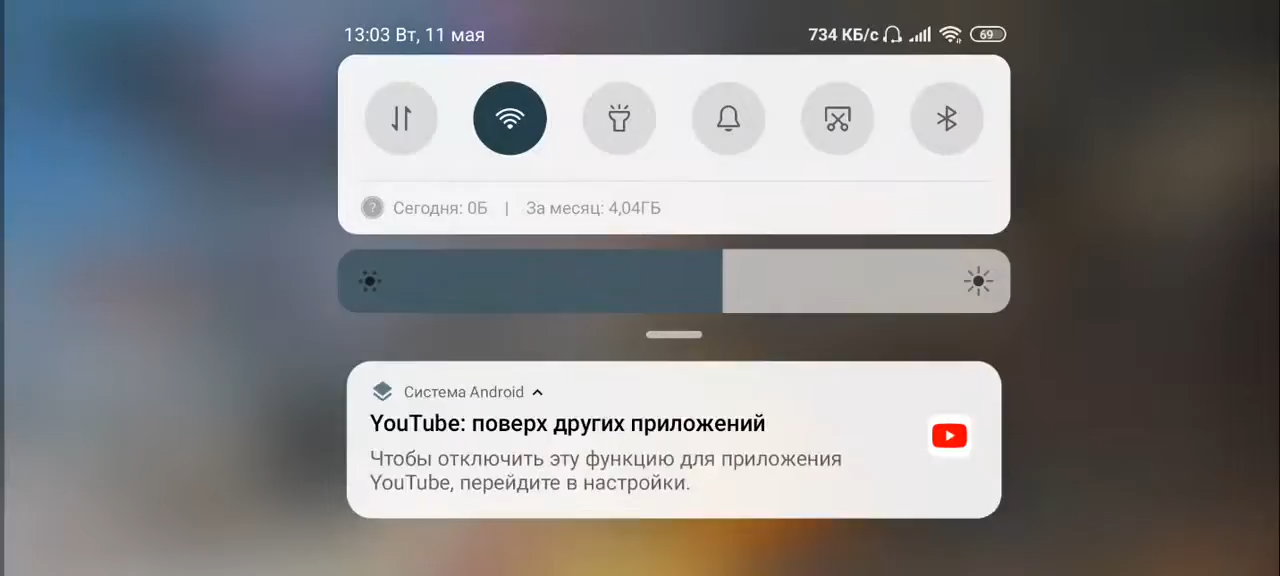 13:03 Вт, 11 мая 734 КБ/с 69
Сегодня: 0Б | За месяц: 4,04ГБ
Система Android
YouTube: поверх других приложений
Чтобы отключить эту функцию для приложения
YouTube, перейдите в настройки.